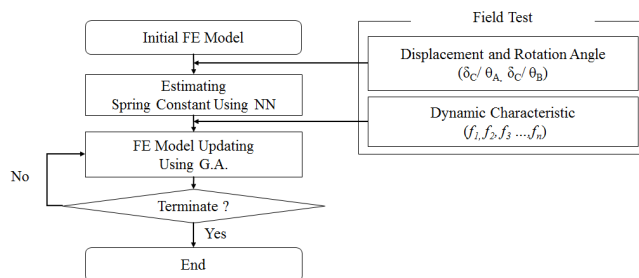 Field Test
Initial FE Model
Displacement and Rotation Angle
(δC/ θA, δC/ θB)
Estimating
Spring Constant Using NN
Dynamic Characteristic
(f1, f2, f3 ...fn)
FE Model Updating
Using G.A.
No
Terminate ?
Yes
End